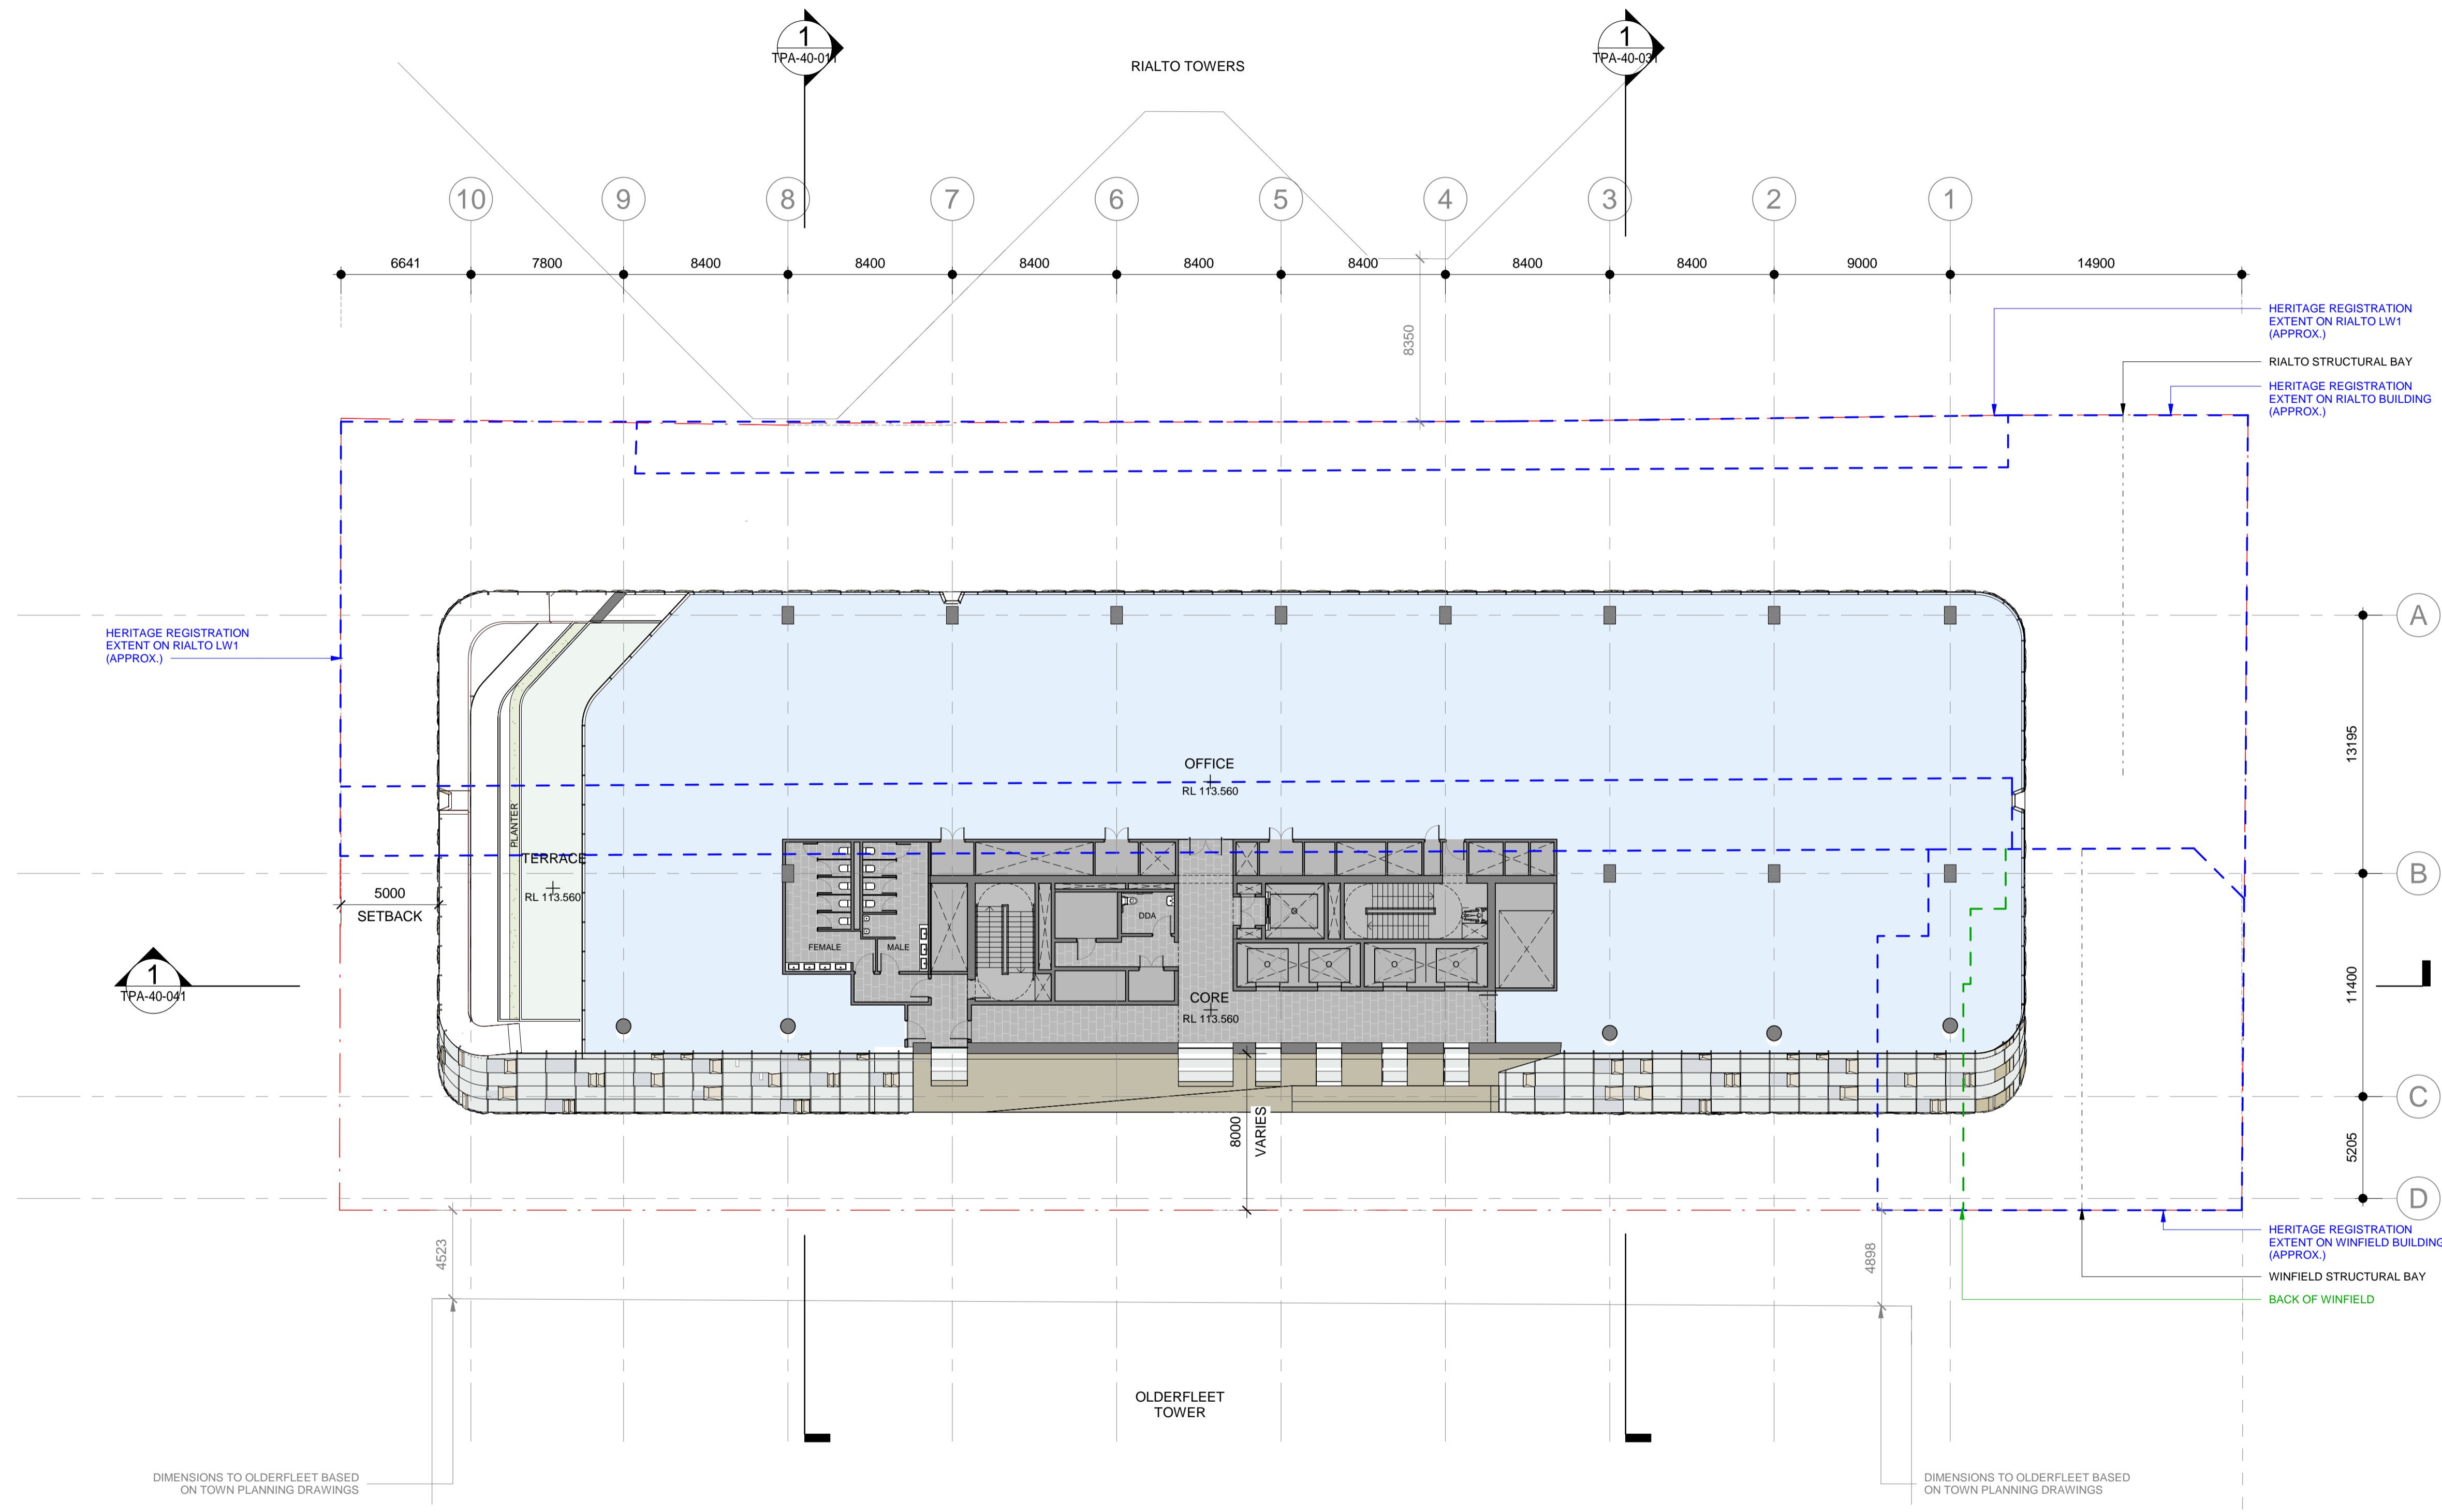 1
TPA-40-011
RIALTO TOWERS
1
TPA-40-031
10
9
8
7
6
5
4
3
2
1
6641
7800
8400
8400
8400
8400
8400
8400
8400
9000
14900
8350
HERITAGE REGISTRATION
EXTENT ON RIALTO LW1
(APPROX.)
RIALTO STRUCTURAL BAY
HERITAGE REGISTRATION
EXTENT ON RIALTO BUILDING
(APPROX.)
A
HERITAGE REGISTRATION
EXTENT ON RIALTO LW1
(APPROX.)
13195
OFFICE
RL 113.560
PLANTER
TERRACE
RL 113.560
B
5000
SETBACK
DDA
FEMALE
MALE
1
TPA-40-041
CORE
RL 113.560
11400
C
8000
VARIES
5205
D
4523
4898
HERITAGE REGISTRATION
EXTENT ON WINFIELD BUILDING
(APPROX.)
WINFIELD STRUCTURAL BAY
BACK OF WINFIELD
OLDERFLEET
TOWER
DIMENSIONS TO OLDERFLEET BASED
ON TOWN PLANNING DRAWINGS
DIMENSIONS TO OLDERFLEET BASED
ON TOWN PLANNING DRAWINGS